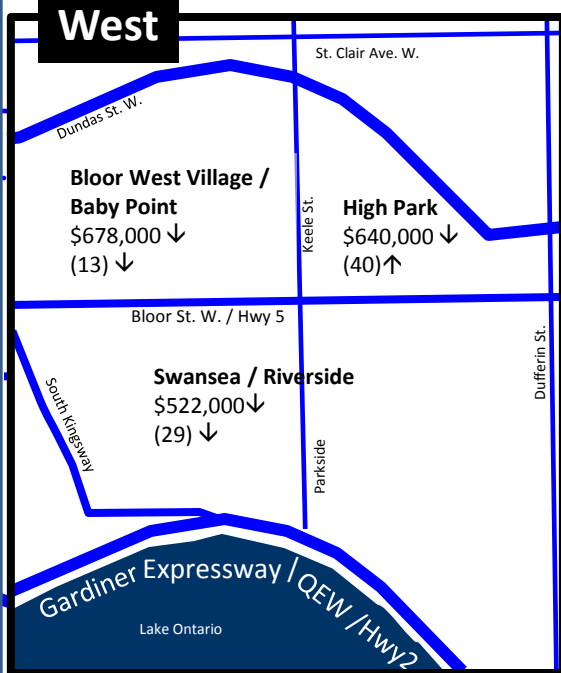 West
St. Clair Ave. W.
Dundas St. W.
Bloor West Village /
Baby Point
$678,000 ↓
(13) ↓
Keele St.
High Park
$640,000 ↓
(40)↑
Bloor St. W. / Hwy 5
Dufferin St.
South Kingsway
Swansea / Riverside
$522,000↓
(29) ↓
Parkside
Gardiner Expressway / QEW /Hwy2
Lake Ontario